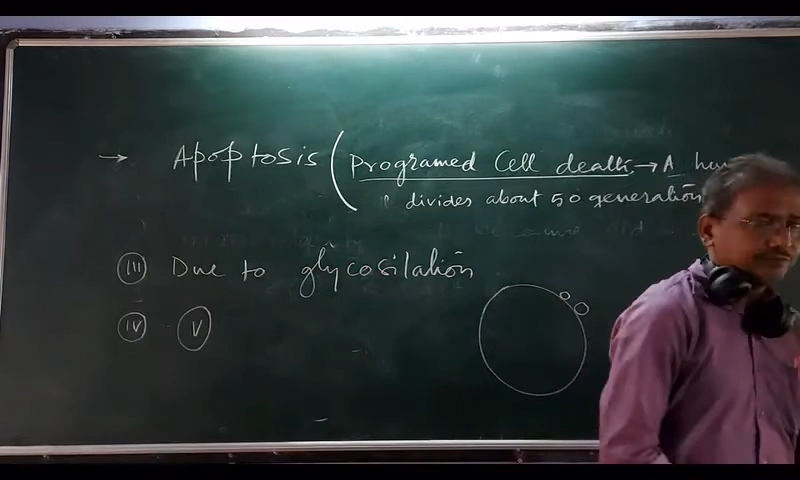 → Apoptosis ( Programed Cell death → A
divides about 50 generation
(III) Due to glycosilation
(IV) (V)